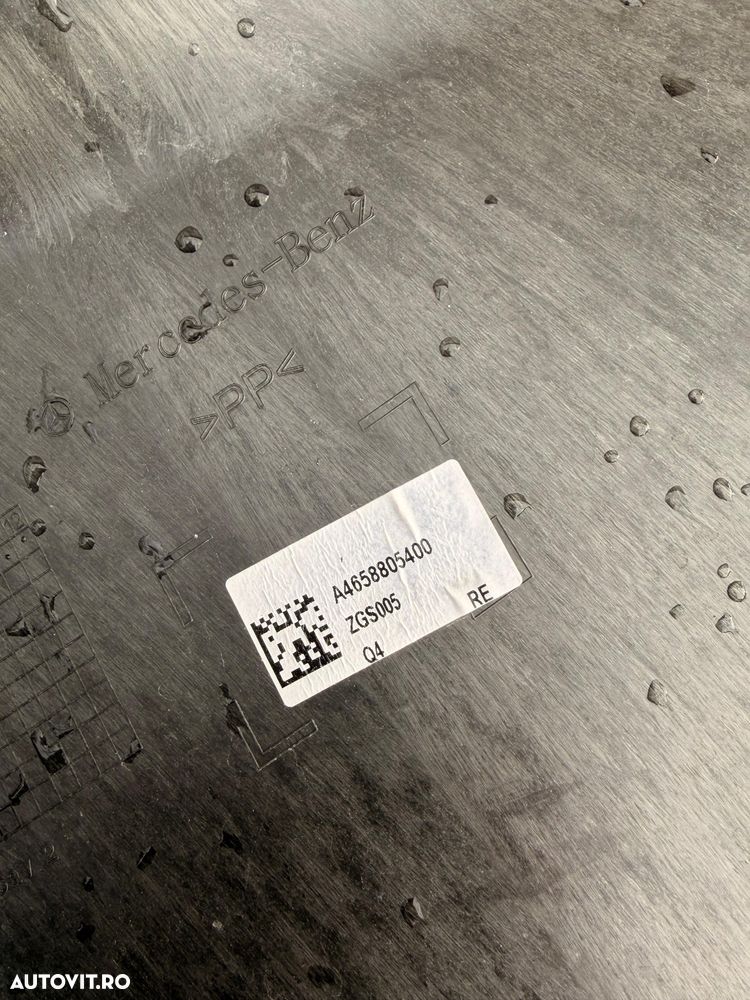 Mercedes-Benz
>PP<
A4658805400
ZGS005
Q4
RE
AUTOVIT.RO